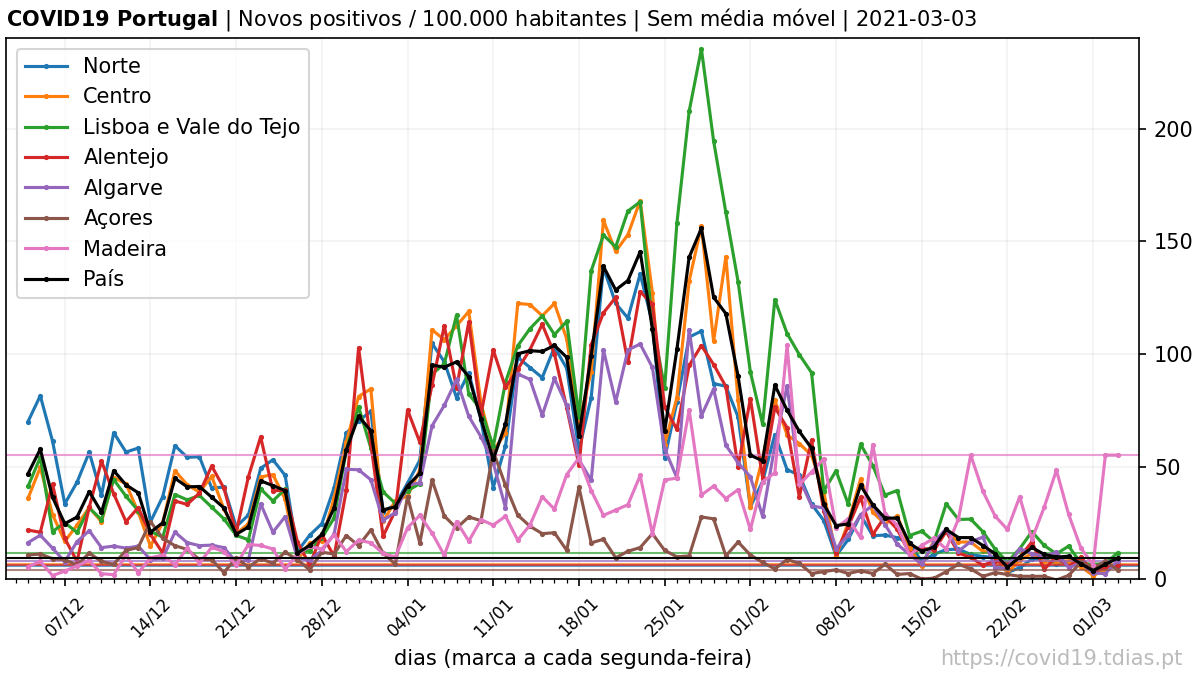 COVID19 Portugal | Novos positivos / 100.000 habitantes | Sem média móvel | 2021-03-03
Norte
Centro
Lisboa e Vale do Tejo
Alentejo
Algarve
Açores
Madeira
País
200
150
100
50
0
07/12 14/12 21/12 28/12 04/01 11/01 18/01 25/01 01/02 08/02 15/02 22/02 01/03
dias (marca a cada segunda-feira)
https://covid19.tdias.pt